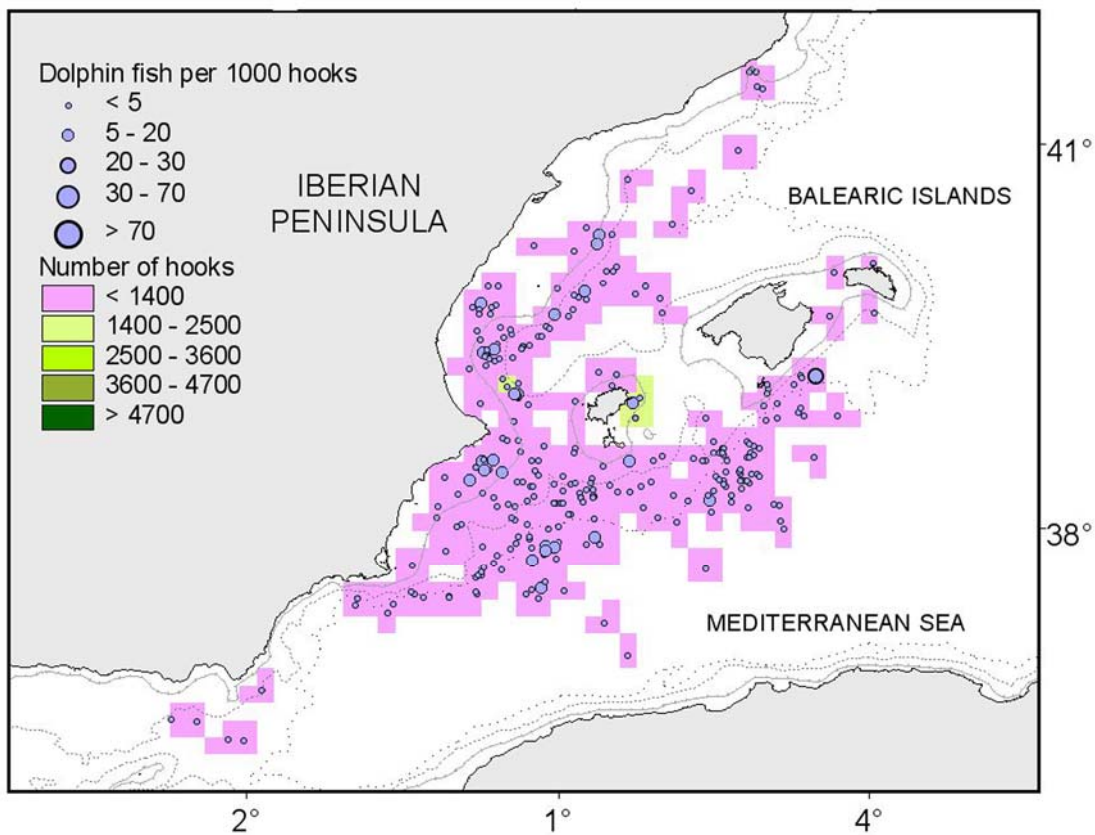 Dolphin fish per 1000 hooks
< 5
5 - 20
20 - 30
30 - 70
> 70
Number of hooks
< 1400
1400 - 2500
2500 - 3600
3600 - 4700
> 4700
IBERIAN
PENINSULA
BALEARIC ISLANDS
MEDITERRANEAN SEA
41°
38°
2°
1°
4°